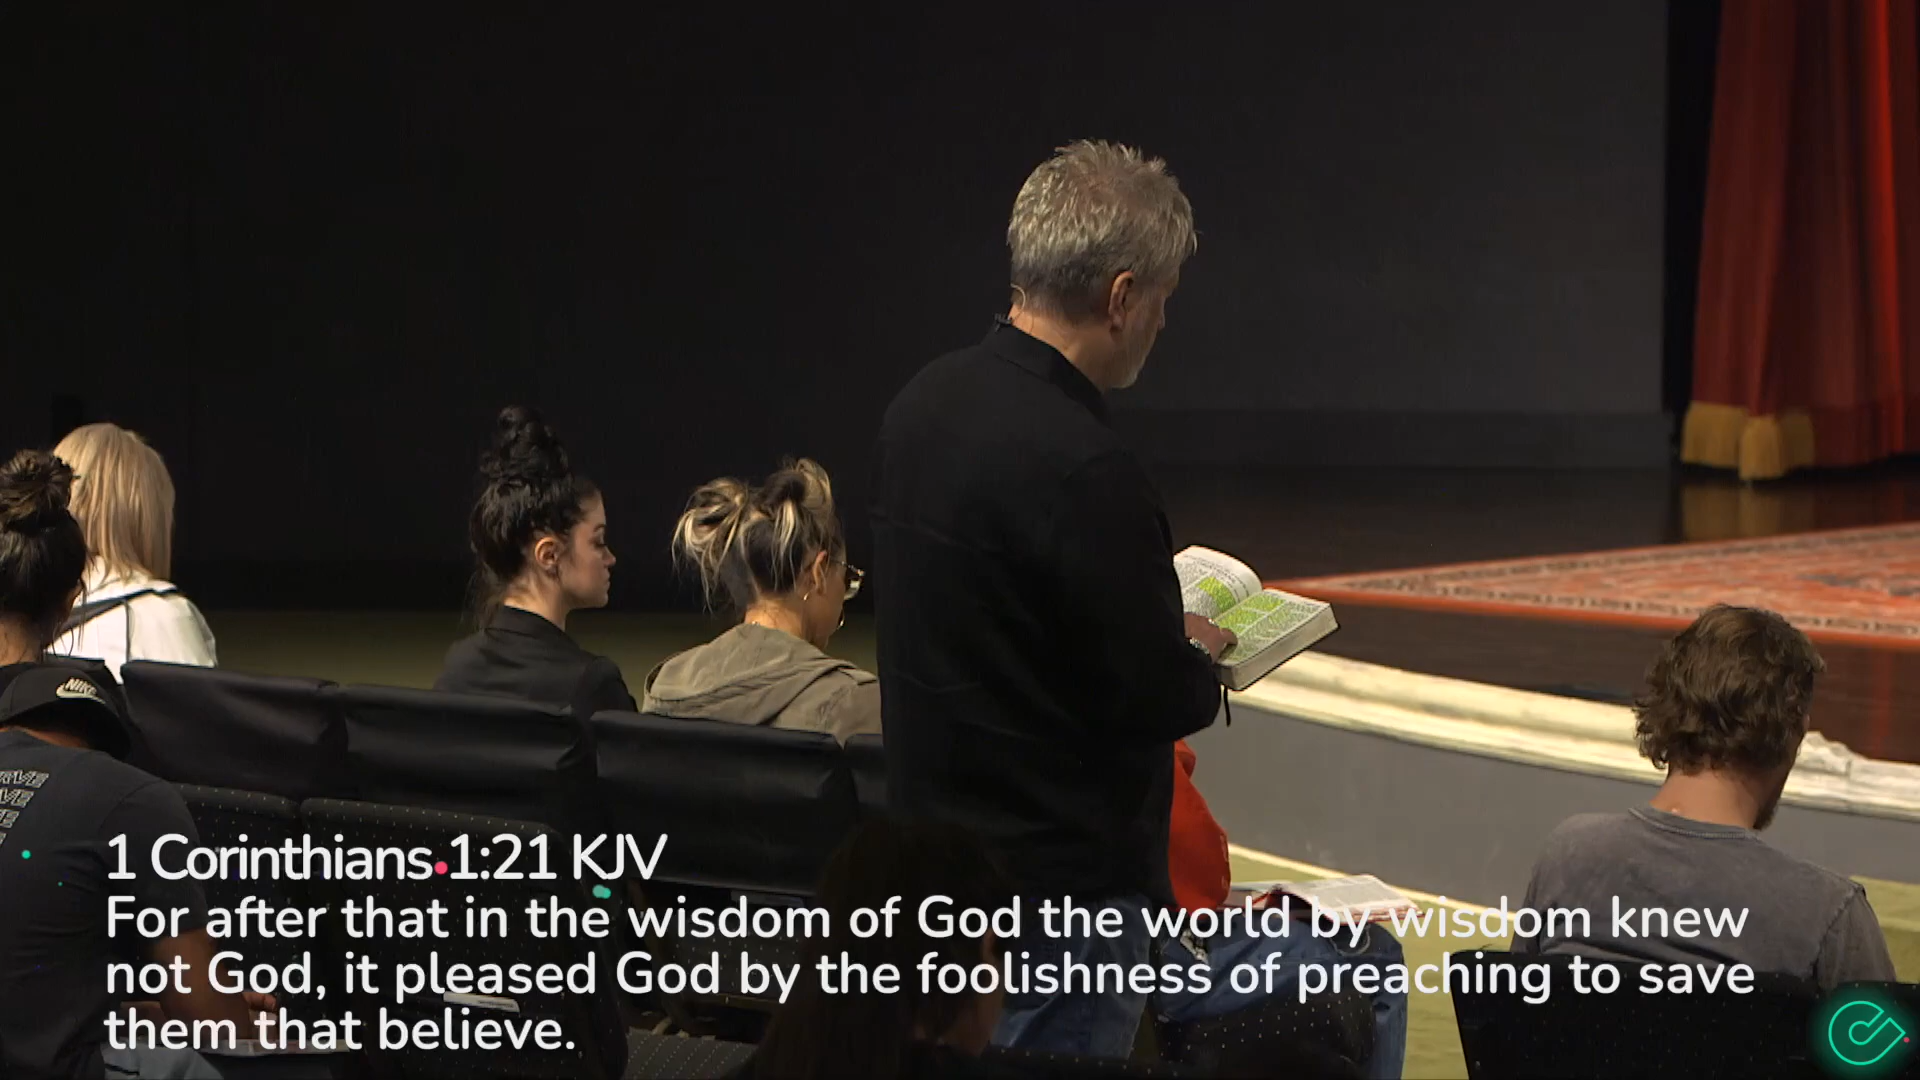 NIKE
1 Corinthians 1:21 KJV
For after that in the wisdom of God the world by wisdom knew
not God, it pleased God by the foolishness of preaching to save
them that believe.